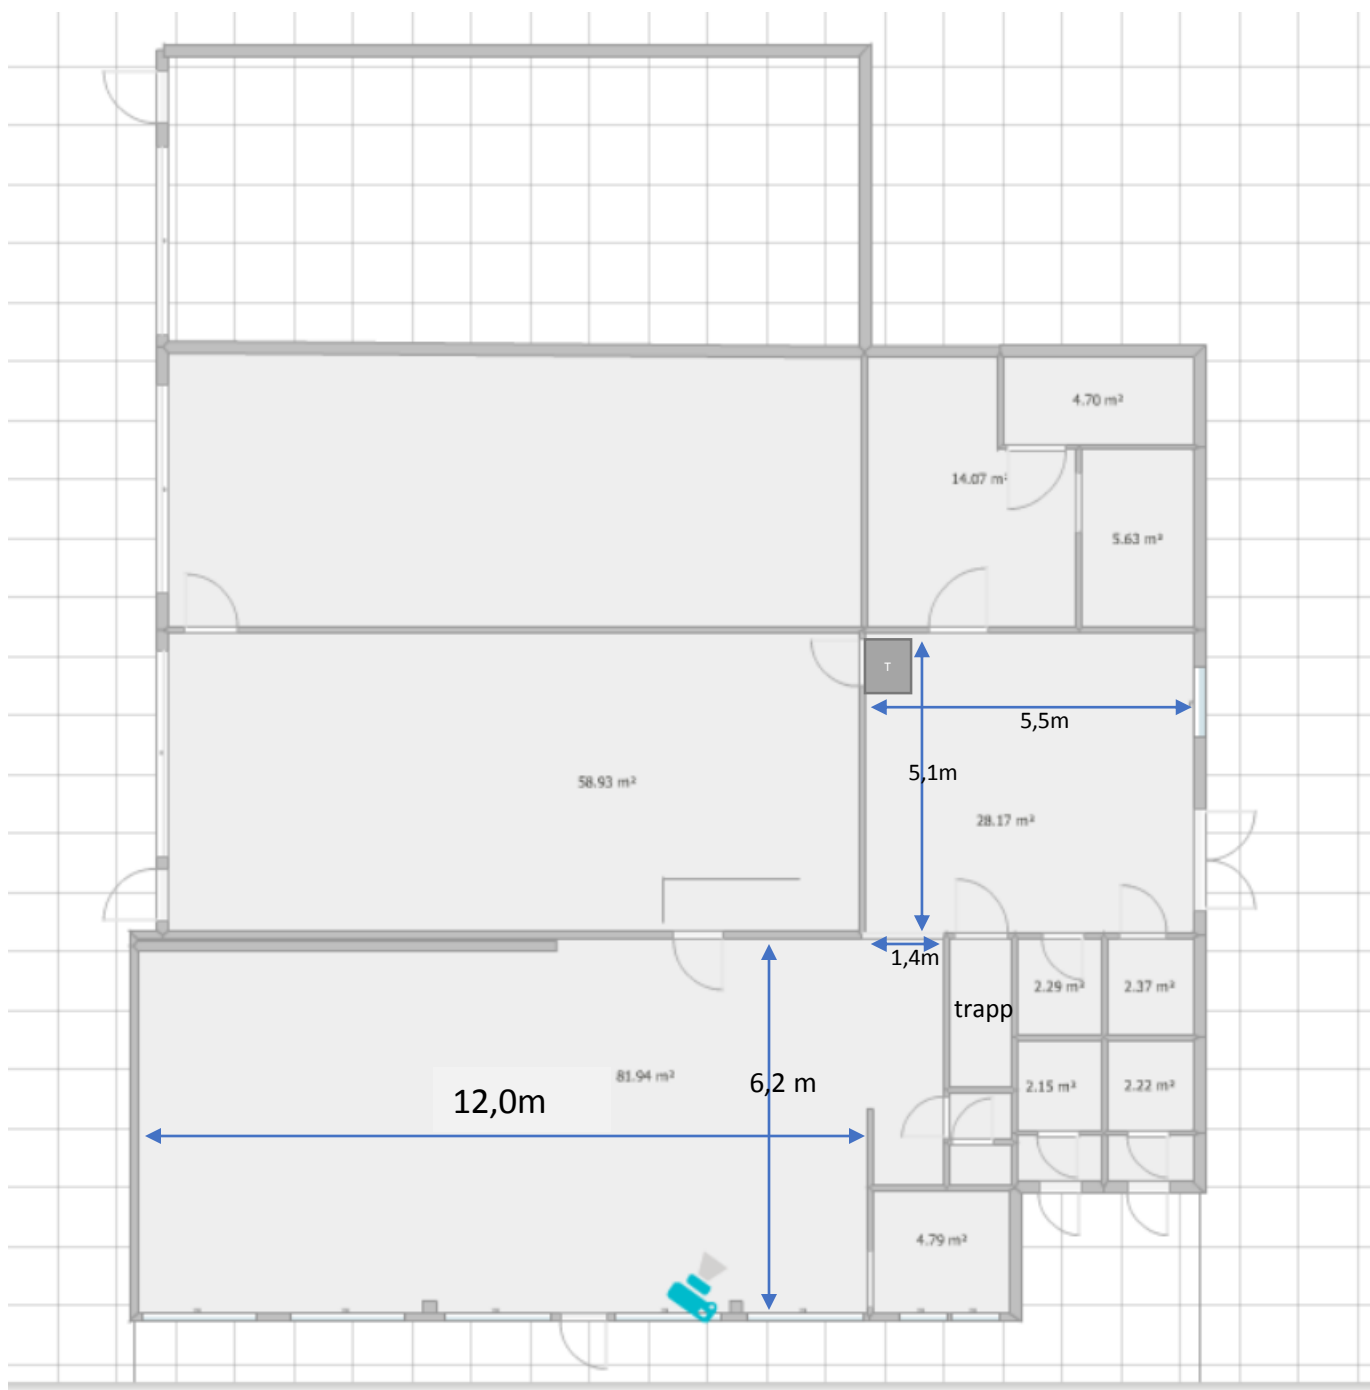 4.70 m²
14.07 m²
5.63 m²
T
5,5m
5,1m
58.93 m²
28.17 m²
1,4m
2.29 m²
2.37 m²
trapp
81.94 m²
6,2 m
12,0m
2.15 m²
2.22 m²
4.79 m²